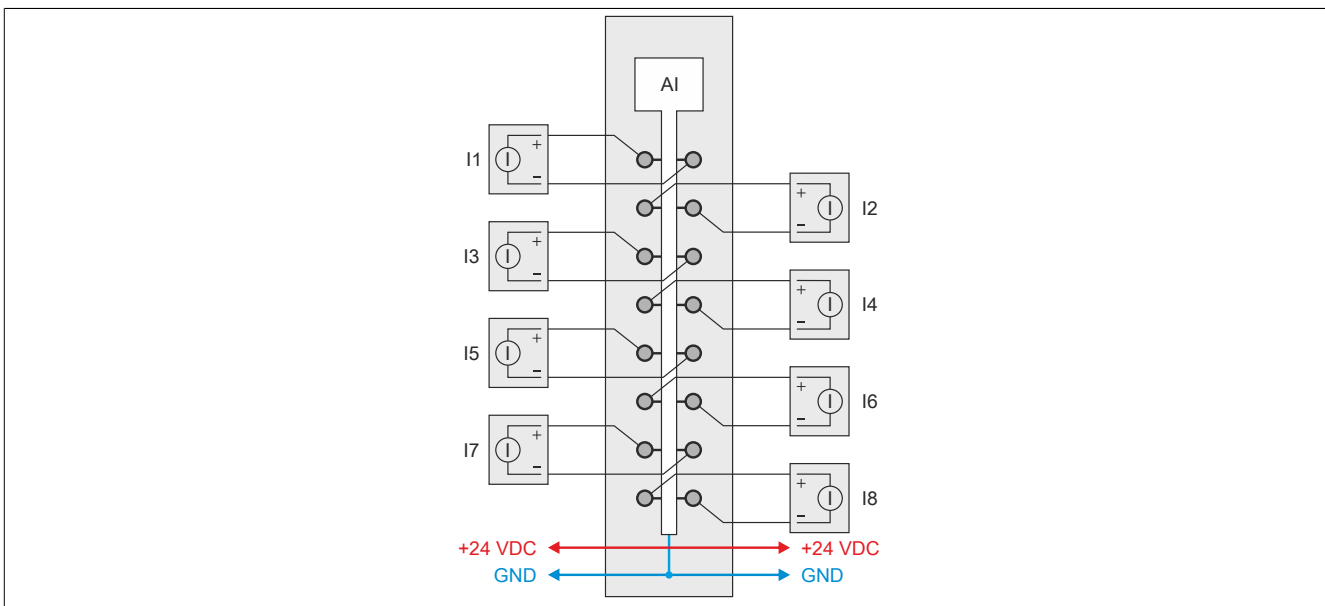 AI
I1
I
+
−
I2
+
−
I
I3
I
+
−
I4
+
−
I
I5
I
+
−
I6
+
−
I
I7
I
+
−
I8
+
−
I
+24 VDC +24 VDC
GND GND